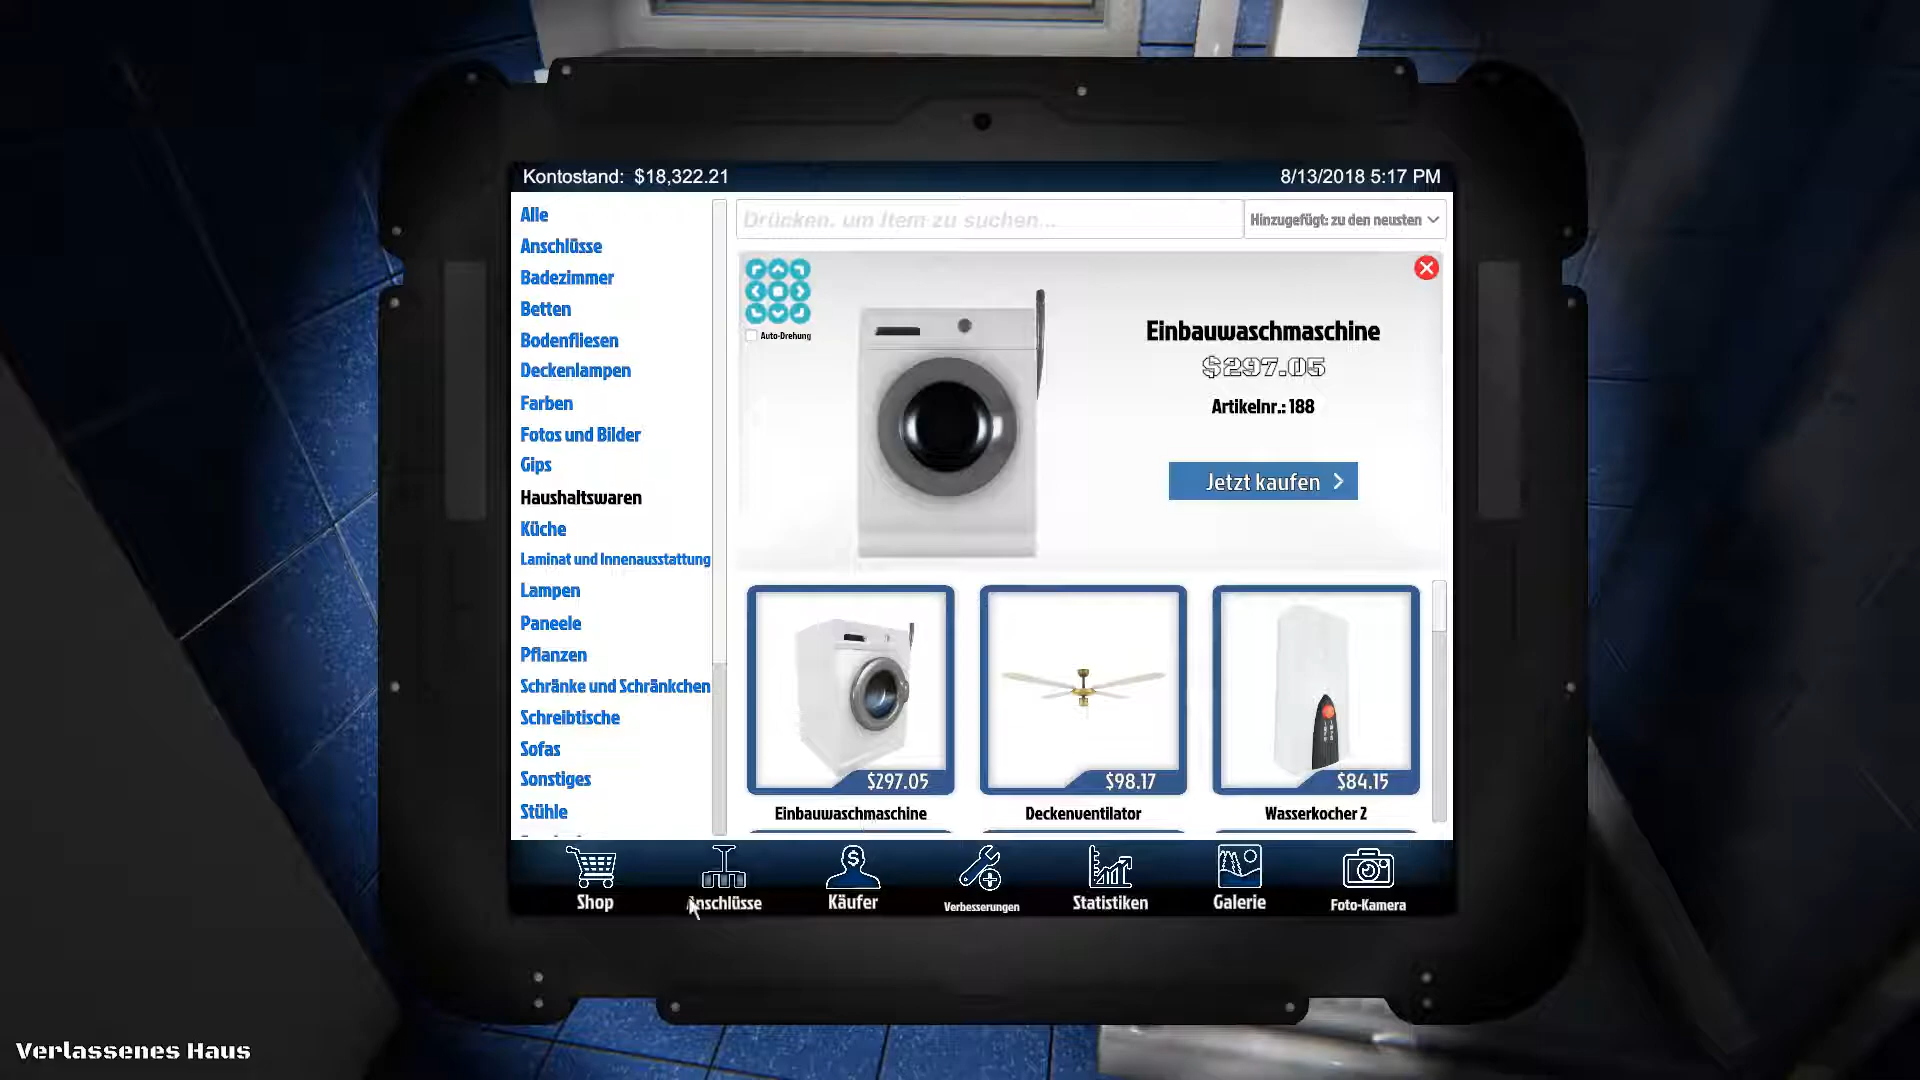 Kontostand: $18,322.21
8/13/2018 5:17 PM
Alle
Anschlüsse
Badezimmer
Betten
Bodenfliesen
Deckenlampen
Farben
Fotos und Bilder
Gips
Haushaltswaren
Küche
Laminat und Innenausstattung
Lampen
Paneele
Pflanzen
Schränke und Schränkchen
Schreibtische
Sofas
Sonstiges
Stühle
Drücken, um Item zu suchen...
Hinzugefügt: zu den neusten
Auto-Drehung
Einbauwaschmaschine
$297.05
Artikelnr.: 188
Jetzt kaufen
$297.05
$98.17
$84.15
Einbauwaschmaschine
Deckenventilator
Wasserkocher 2
Shop
Anschlüsse
Käufer
Verbesserungen
Statistiken
Galerie
Foto-Kamera
Verlassenes Haus